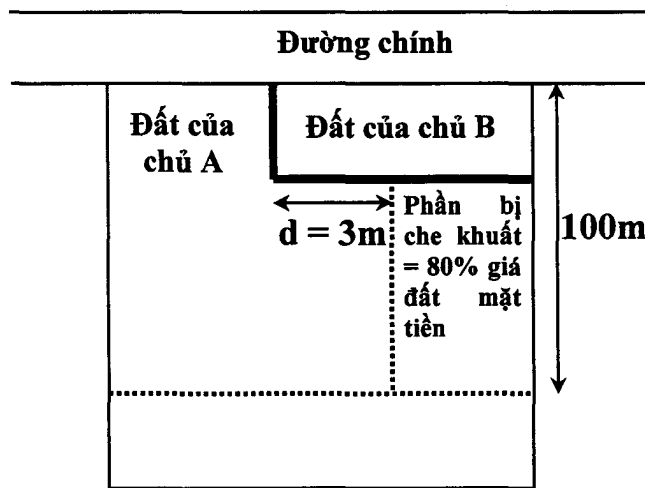 Đường chính
Đất của
chủ A
Đất của chủ B
d = 3m
Phần bị
che khuất
= 80% giá
đất mặt
tiền
100m